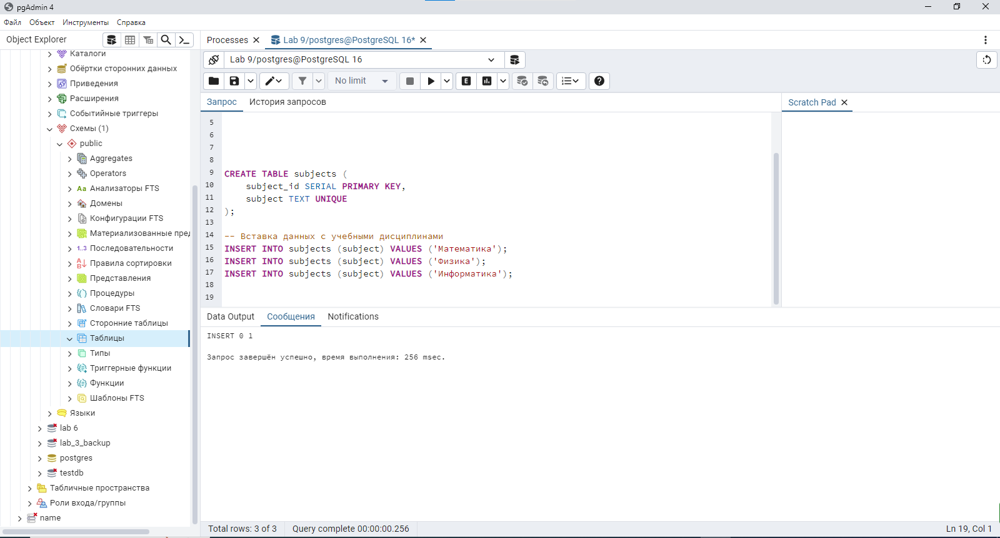 pgAdmin 4
Файл Объект Инструменты Справка
Object Explorer
Processes
Lab 9/postgres@PostgreSQL 16*
Каталоги
Обёртки сторонних данных
Приведения
Расширения
Событийные триггеры
Схемы (1)
public
Aggregates
Operators
Aa Анализаторы FTS
Домены
Конфигурации FTS
Материализованные пред
1..3 Последовательности
Правила сортировки
Представления
Процедуры
Словари FTS
Сторонние таблицы
Таблицы
Типы
Триггерные функции
Функции
Шаблоны FTS
Языки
lab 6
lab_3_backup
postgres
testdb
Табличные пространства
Роли входа/группы
name
Lab 9/postgres@PostgreSQL 16
No limit
Запрос История запросов
Scratch Pad
5
6
7
8
9 CREATE TABLE subjects (
10 subject_id SERIAL PRIMARY KEY,
11 subject TEXT UNIQUE
12 );
13
14 -- Вставка данных с учебными дисциплинами
15 INSERT INTO subjects (subject) VALUES ('Математика');
16 INSERT INTO subjects (subject) VALUES ('Физика');
17 INSERT INTO subjects (subject) VALUES ('Информатика');
18
19
Data Output Сообщения Notifications
INSERT 0 1
Запрос завершён успешно, время выполнения: 256 msec.
Total rows: 3 of 3 Query complete 00:00:00.256 Ln 19, Col 1